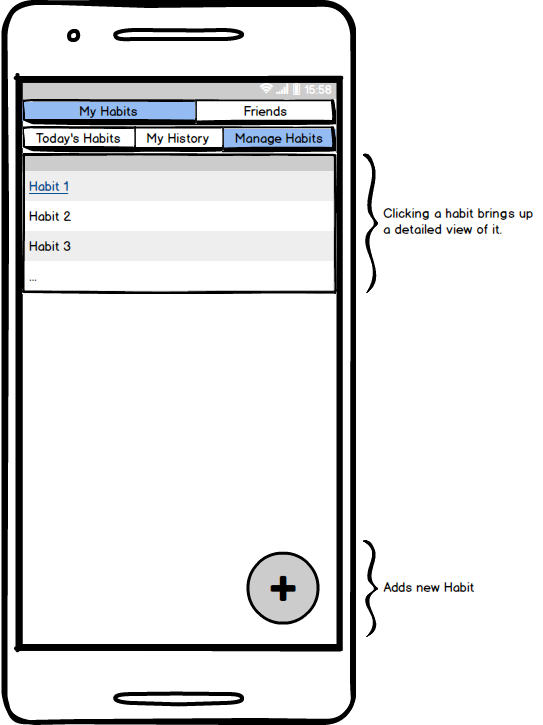 15:58
My Habits Friends
Today's Habits My History Manage Habits
Habit 1
Habit 2
Habit 3
...
Clicking a habit brings up
a detailed view of it.
Adds new Habit